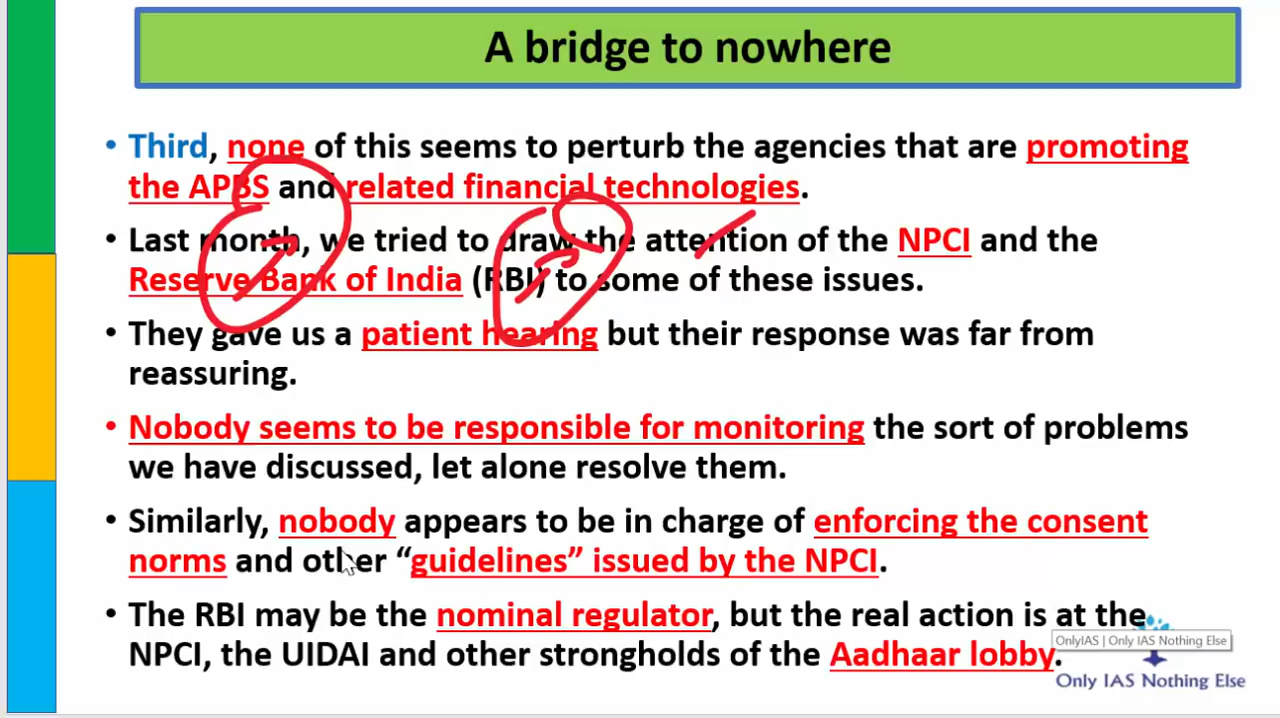 A bridge to nowhere
• Third, none of this seems to perturb the agencies that are promoting
the APBS and related financial technologies.
• Last month, we tried to draw the attention of the NPCI and the
Reserve Bank of India (RBI) to some of these issues.
• They gave us a patient hearing but their response was far from
reassuring.
• Nobody seems to be responsible for monitoring the sort of problems
we have discussed, let alone resolve them.
• Similarly, nobody appears to be in charge of enforcing the consent
norms and other “guidelines” issued by the NPCI.
• The RBI may be the nominal regulator, but the real action is at the
NPCI, the UIDAI and other strongholds of the Aadhaar lobby.
OnlyIAS | Only IAS Nothing Else
Only IAS Nothing Else